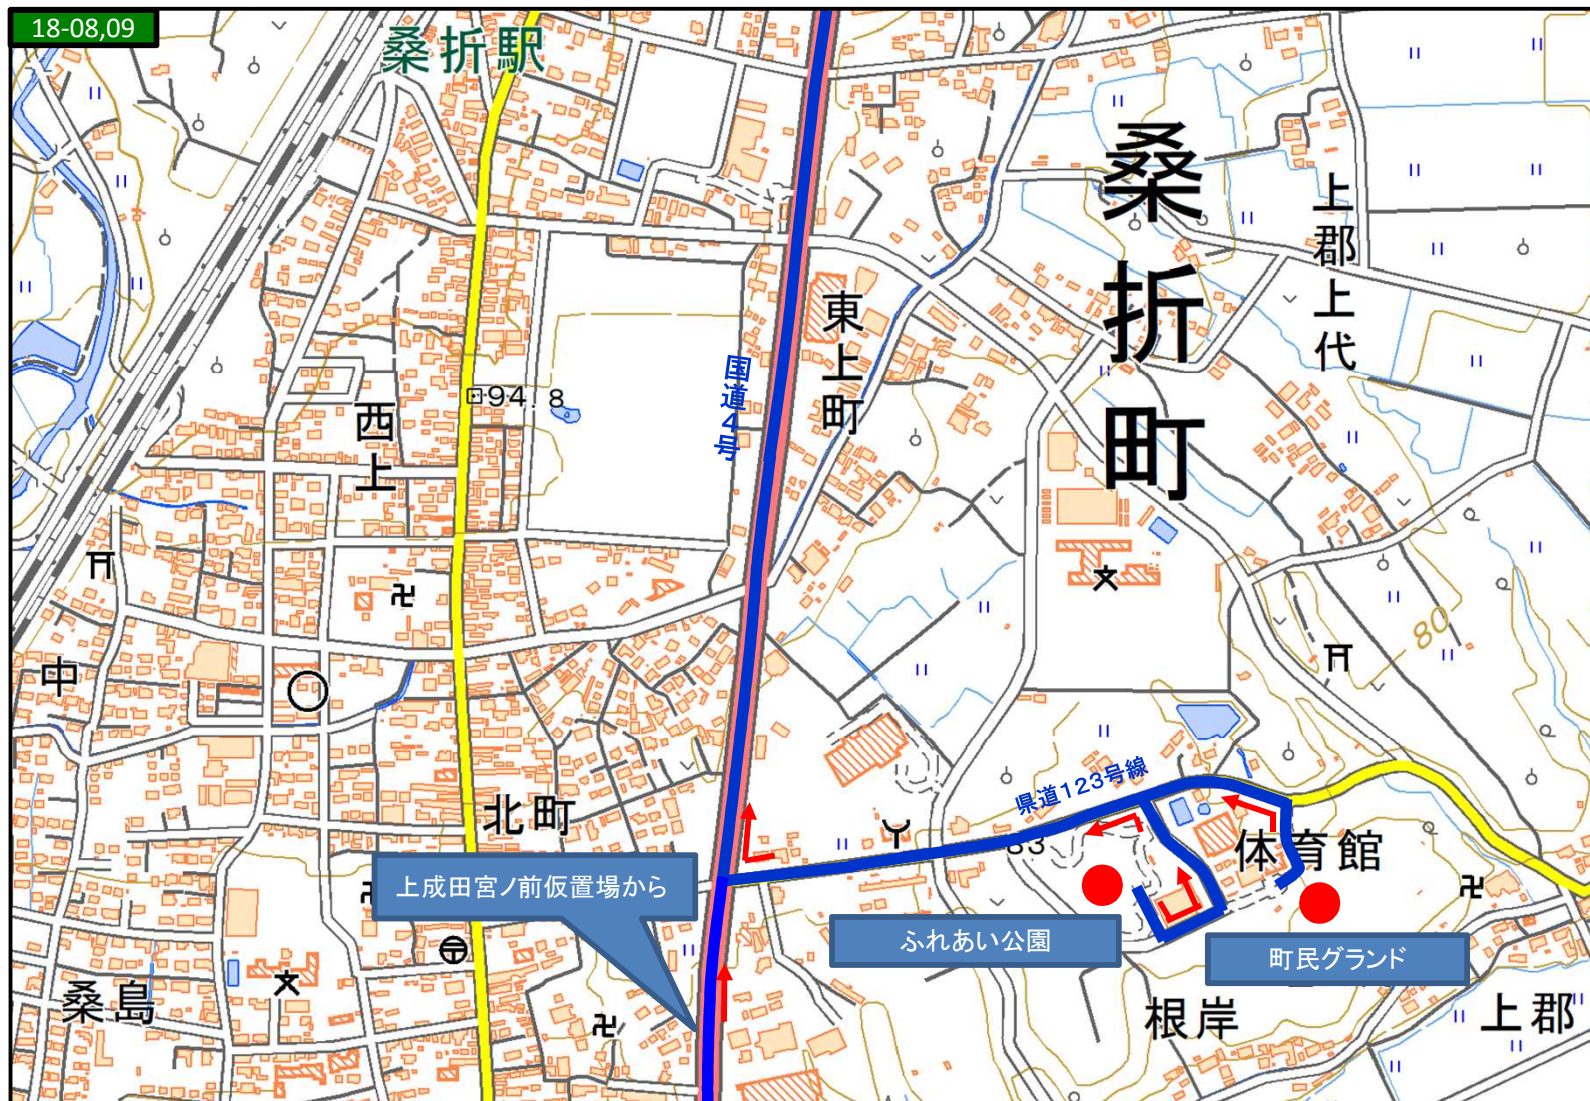 18-08,09
桑折駅
桑折町
上郡上代
東上町
国道4号
94.8
西上
中
80
県道123号線
北町
83
体育館
上成田宮ノ前仮置場から
ふれあい公園
町民グランド
桑島
根岸
上郡